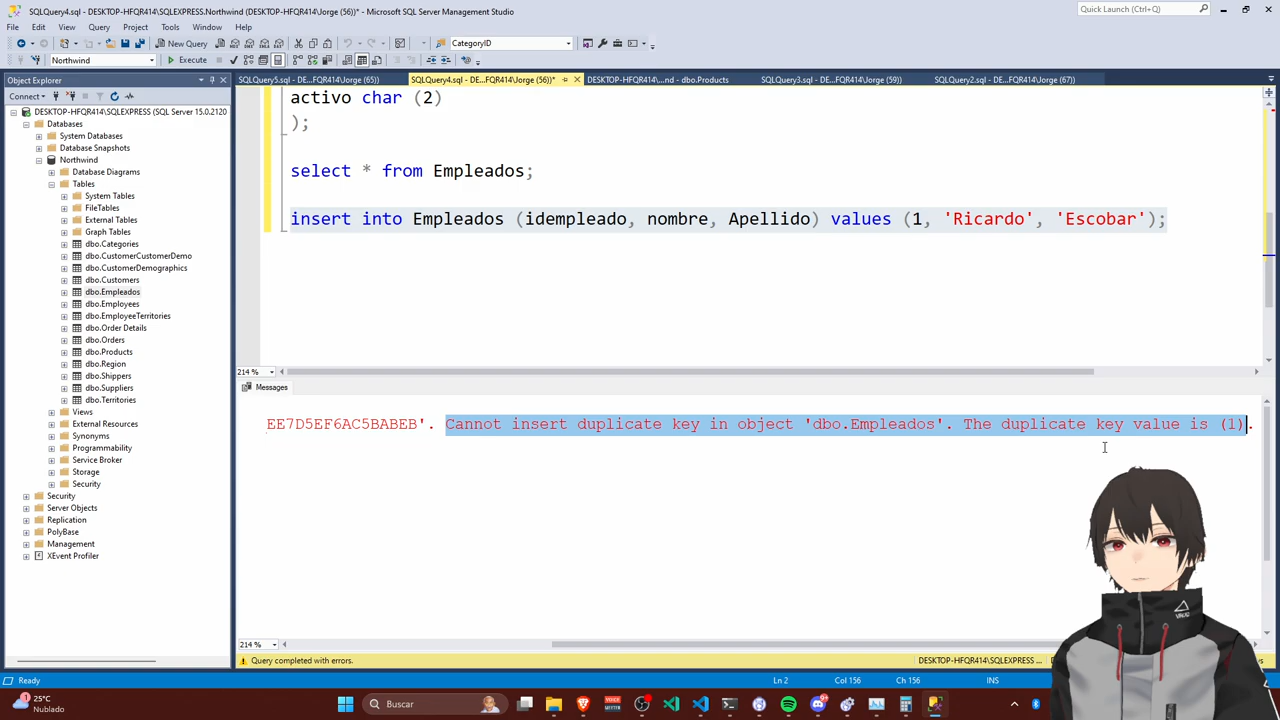 SQLQuery4.sql - DESKTOP-HFQR414\SQLEXPRESS.Northwind (DESKTOP-HFQR414\Jorge (56))* - Microsoft SQL Server Management Studio
Quick Launch (Ctrl+Q)
File Edit View Query Project Tools Window Help
New Query
CategoryID
Northwind
Execute
Object Explorer
SQLQuery5.sql - DE...FQR414\Jorge (65))
SQLQuery4.sql - DE...FQR414\Jorge (56))*
DESKTOP-HFQR414\...nd - dbo.Products
SQLQuery3.sql - DE...FQR414\Jorge (59))
SQLQuery2.sql - DE...FQR414\Jorge (67))
Connect
DESKTOP-HFQR414\SQLEXPRESS (SQL Server 15.0.2120
Databases
System Databases
Database Snapshots
Northwind
Database Diagrams
Tables
System Tables
FileTables
External Tables
Graph Tables
dbo.Categories
dbo.CustomerCustomerDemo
dbo.CustomerDemographics
dbo.Customers
dbo.Empleados
dbo.Employees
dbo.EmployeeTerritories
dbo.Order Details
dbo.Orders
dbo.Products
dbo.Region
dbo.Shippers
dbo.Suppliers
dbo.Territories
Views
External Resources
Synonyms
Programmability
Service Broker
Storage
Security
Security
Server Objects
Replication
PolyBase
Management
XEvent Profiler
activo char (2)
);
select * from Empleados;
insert into Empleados (idempleado, nombre, Apellido) values (1, 'Ricardo', 'Escobar');
214 %
Messages
EE7D5EF6AC5BABEB'. Cannot insert duplicate key in object 'dbo.Empleados'. The duplicate key value is (1).
214 %
Query completed with errors.
DESKTOP-HFQR414\SQLEXPRESS ...
Ready
Ln 2
Col 156
Ch 156
INS
25°C
Nublado
Buscar